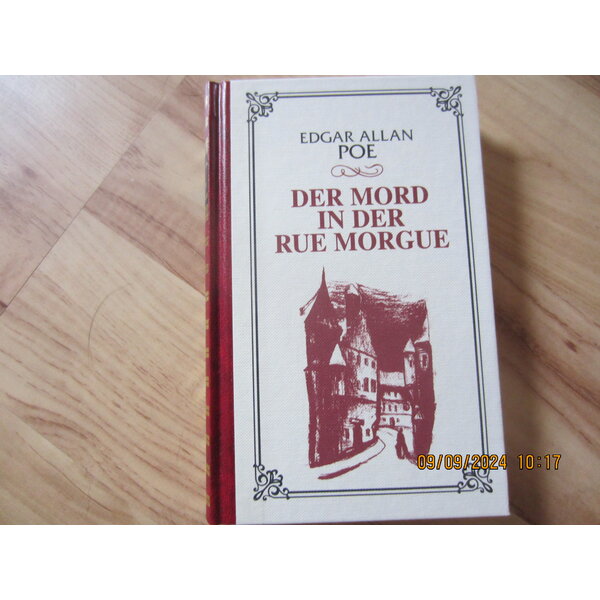 EDGAR ALLAN
POE
DER MORD
IN DER
RUE MORGUE
09/09/2024 10:17